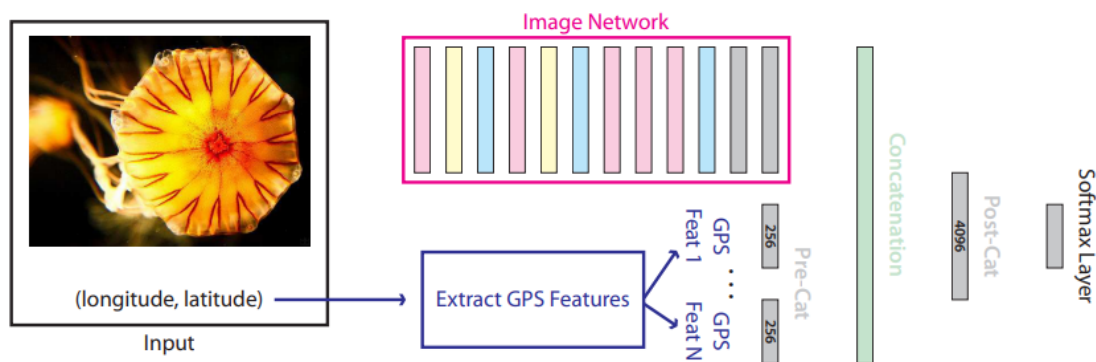 Image Network
(longitude, latitude)
Input
Extract GPS Features
GPS
Feat 1
...
GPS
Feat N
256
256
Pre-Cat
Concatenation
4096
Post-Cat
Softmax Layer